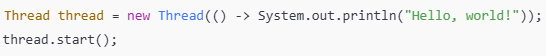 Thread thread = new Thread(() -> System.out.println("Hello, world!"));
thread.start();